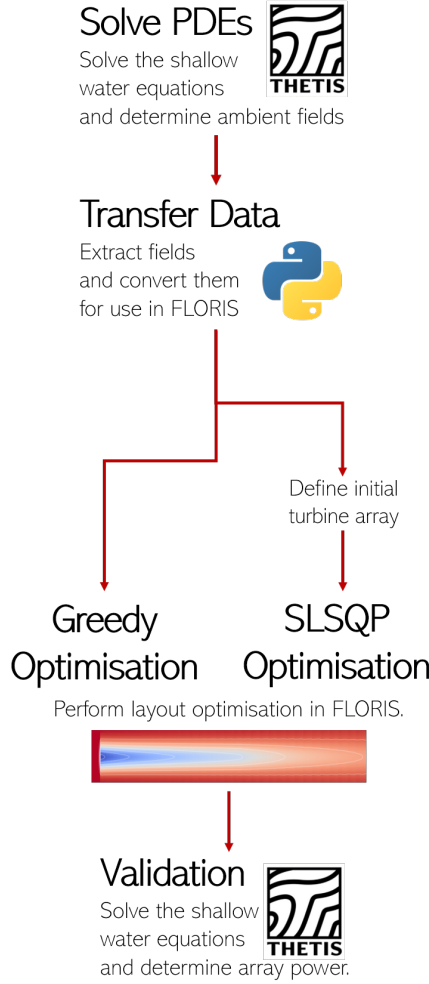 Solve PDEs
Solve the shallow
water equations
and determine ambient fields
THETIS
Transfer Data
Extract fields
and convert them
for use in FLORIS
Define initial
turbine array
Greedy
Optimisation
SLSQP
Optimisation
Perform layout optimisation in FLORIS.
Validation
Solve the shallow
water equations
and determine array power.
THETIS